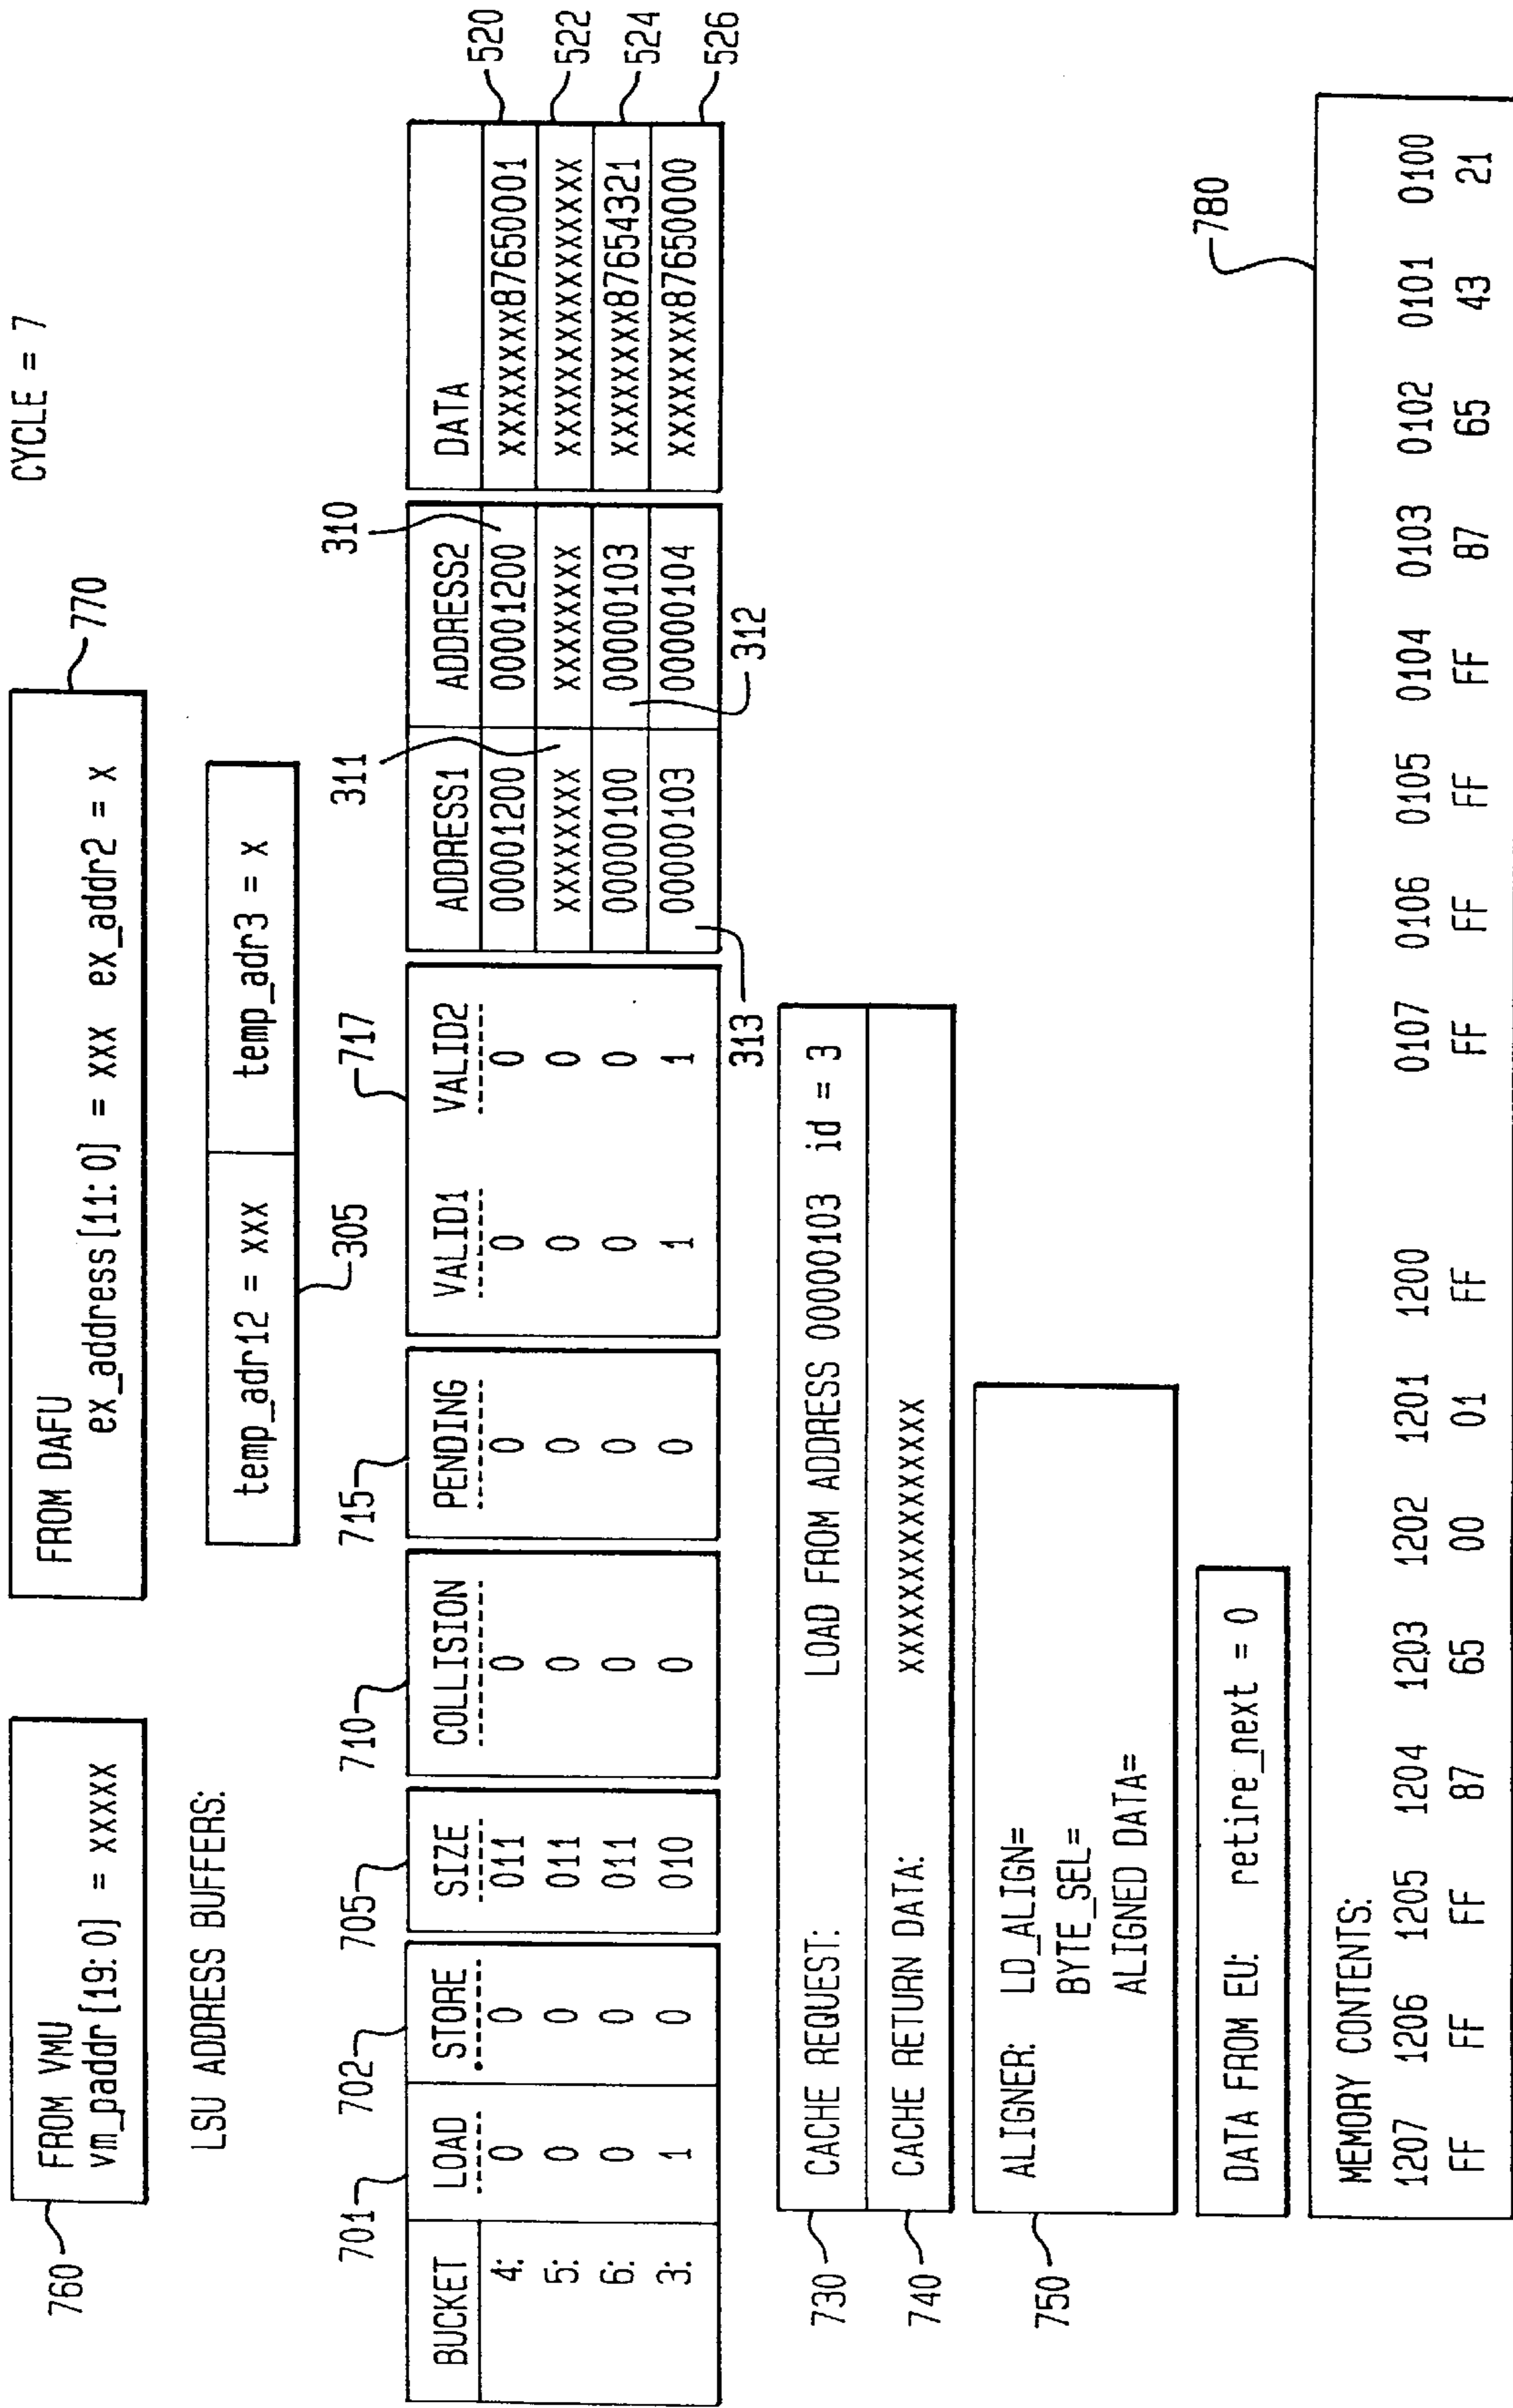 CYCLE = 7
760
FROM VMU
vm_paddr [19:0] = XXXXX
FROM DAFU
ex_address [11:0] = XXX ex_addr2 = X
770
LSU ADDRESS BUFFERS:
temp_adr12 = XXX temp_adr3 = X
305
701 702 705 710 715 717 311 310
BUCKET LOAD STORE SIZE COLLISION PENDING VALID1 VALID2 ADDRESS1 ADDRESS2 DATA
4: 0 0 011 0 0 0 0 00001200 00001200 XXXXXXXX87650001 520
5: 0 0 011 0 0 0 0 XXXXXXXX XXXXXXXX XXXXXXXXXXXXXXXX 522
6: 0 0 011 0 0 0 0 00000100 00000103 XXXXXXXX87654321 524
3: 1 0 010 0 0 1 1 00000103 00000104 XXXXXXXX87650000 526
313 312
730 CACHE REQUEST: LOAD FROM ADDRESS 00000103 id = 3
740 CACHE RETURN DATA: XXXXXXXXXXXXXXXX
750
ALIGNER: LD_ALIGN=
BYTE_SEL=
ALIGNED DATA=
DATA FROM EU: retire_next = 0
780
MEMORY CONTENTS:
1207 1206 1205 1204 1203 1202 1201 1200 0107 0106 0105 0104 0103 0102 0101 0100
FF FF FF 87 65 00 01 FF FF FF FF FF 87 65 43 21